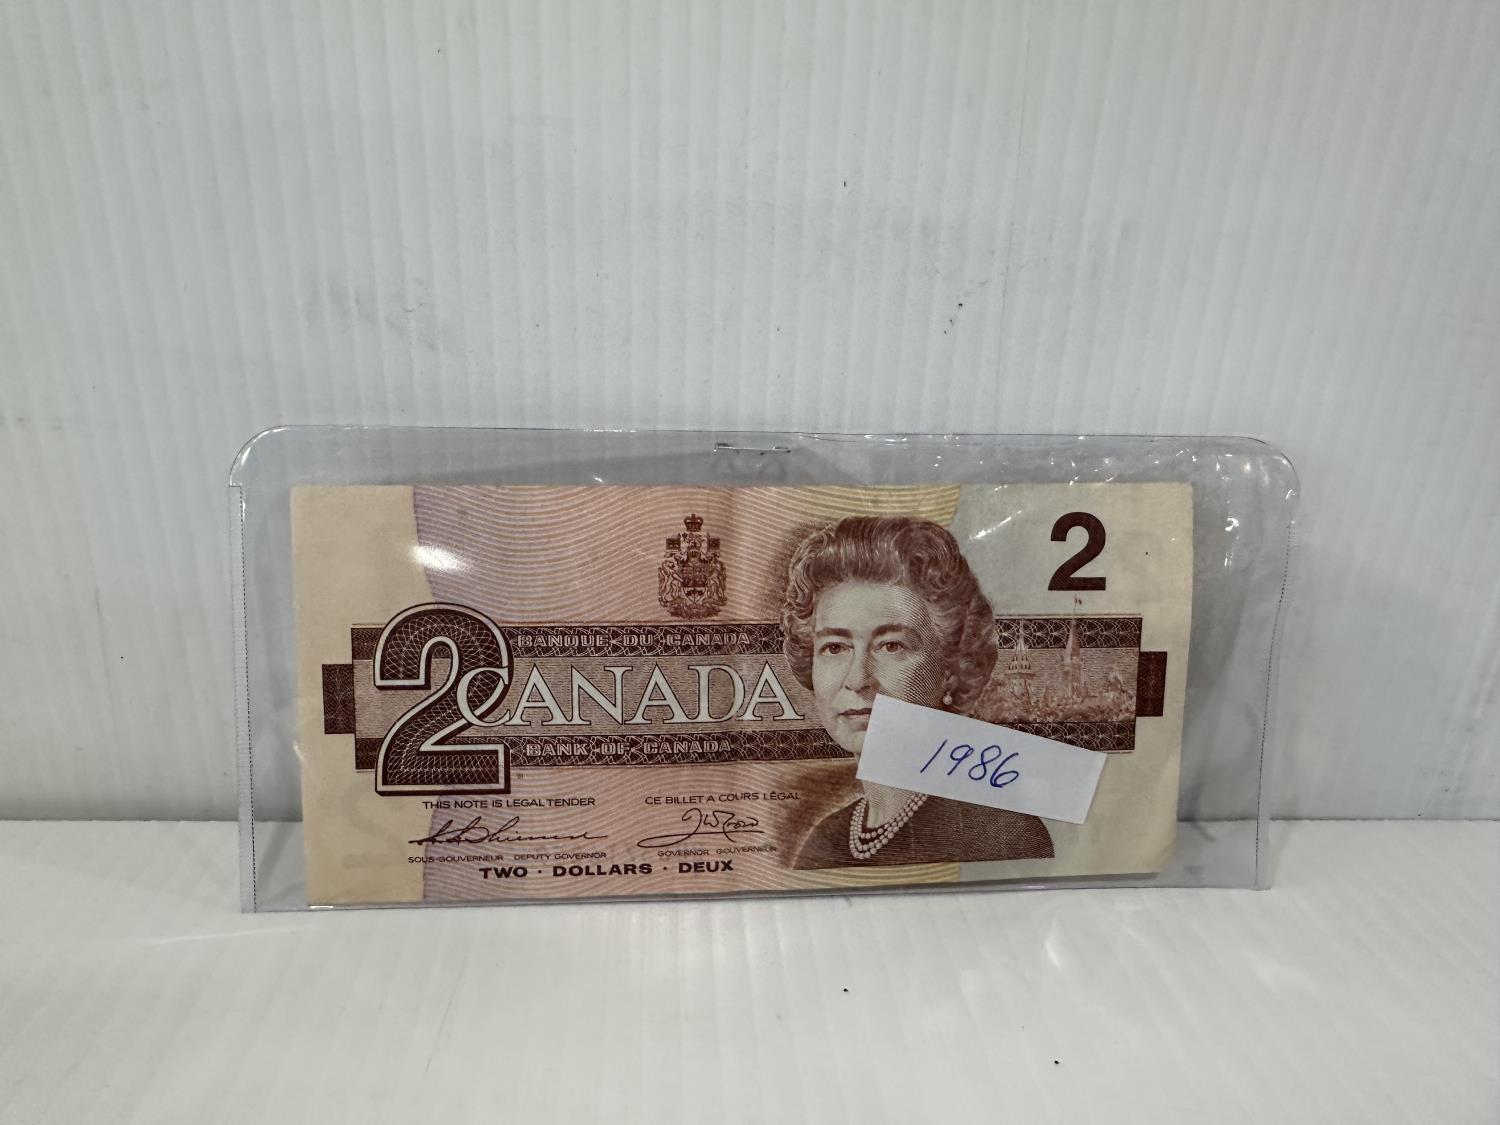 2
BANQUE DU CANADA
2 CANADA
BANK OF CANADA
1986
THIS NOTE IS LEGAL TENDER CE BILLET A COURS LÉGAL
SOUS-GOUVERNEUR DEPUTY GOVERNOR GOVERNOR GOUVERNEUR
TWO · DOLLARS · DEUX